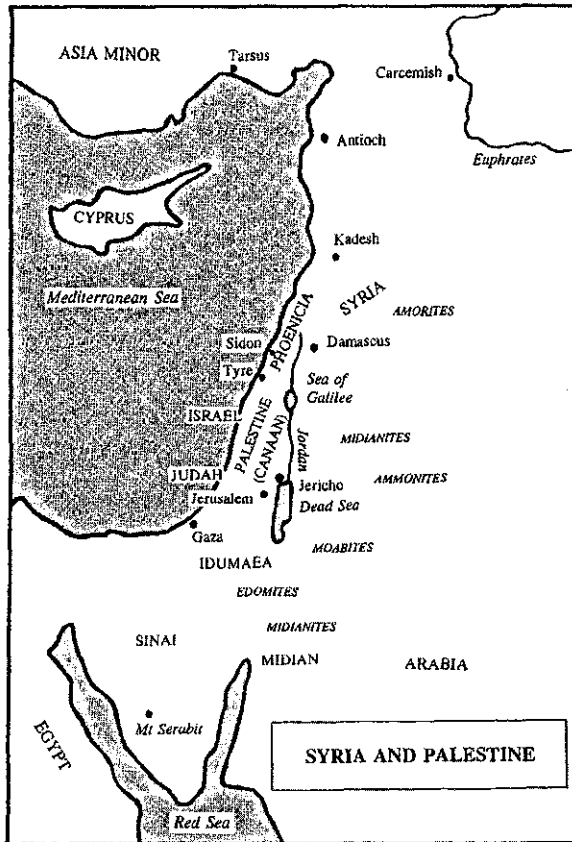 ASIA MINOR
Tarsus
Carcemish
Antioch
Euphrates
CYPRUS
Kadesh
Mediterranean Sea
SYRIA
AMORITES
PHOENICIA
Sidon
Damascus
Tyre
Sea of
Galilee
ISRAEL
PALESTINE
(CANAAN)
Jordan
MIDIANITES
JUDAH
Jericho
AMMONITES
Jerusalem
Dead Sea
Gaza
MOABITES
IDUMAEA
EDOMITES
MIDIANITES
SINAI
MIDIAN
ARABIA
Mt Serabit
EGYPT
SYRIA AND PALESTINE
Red Sea